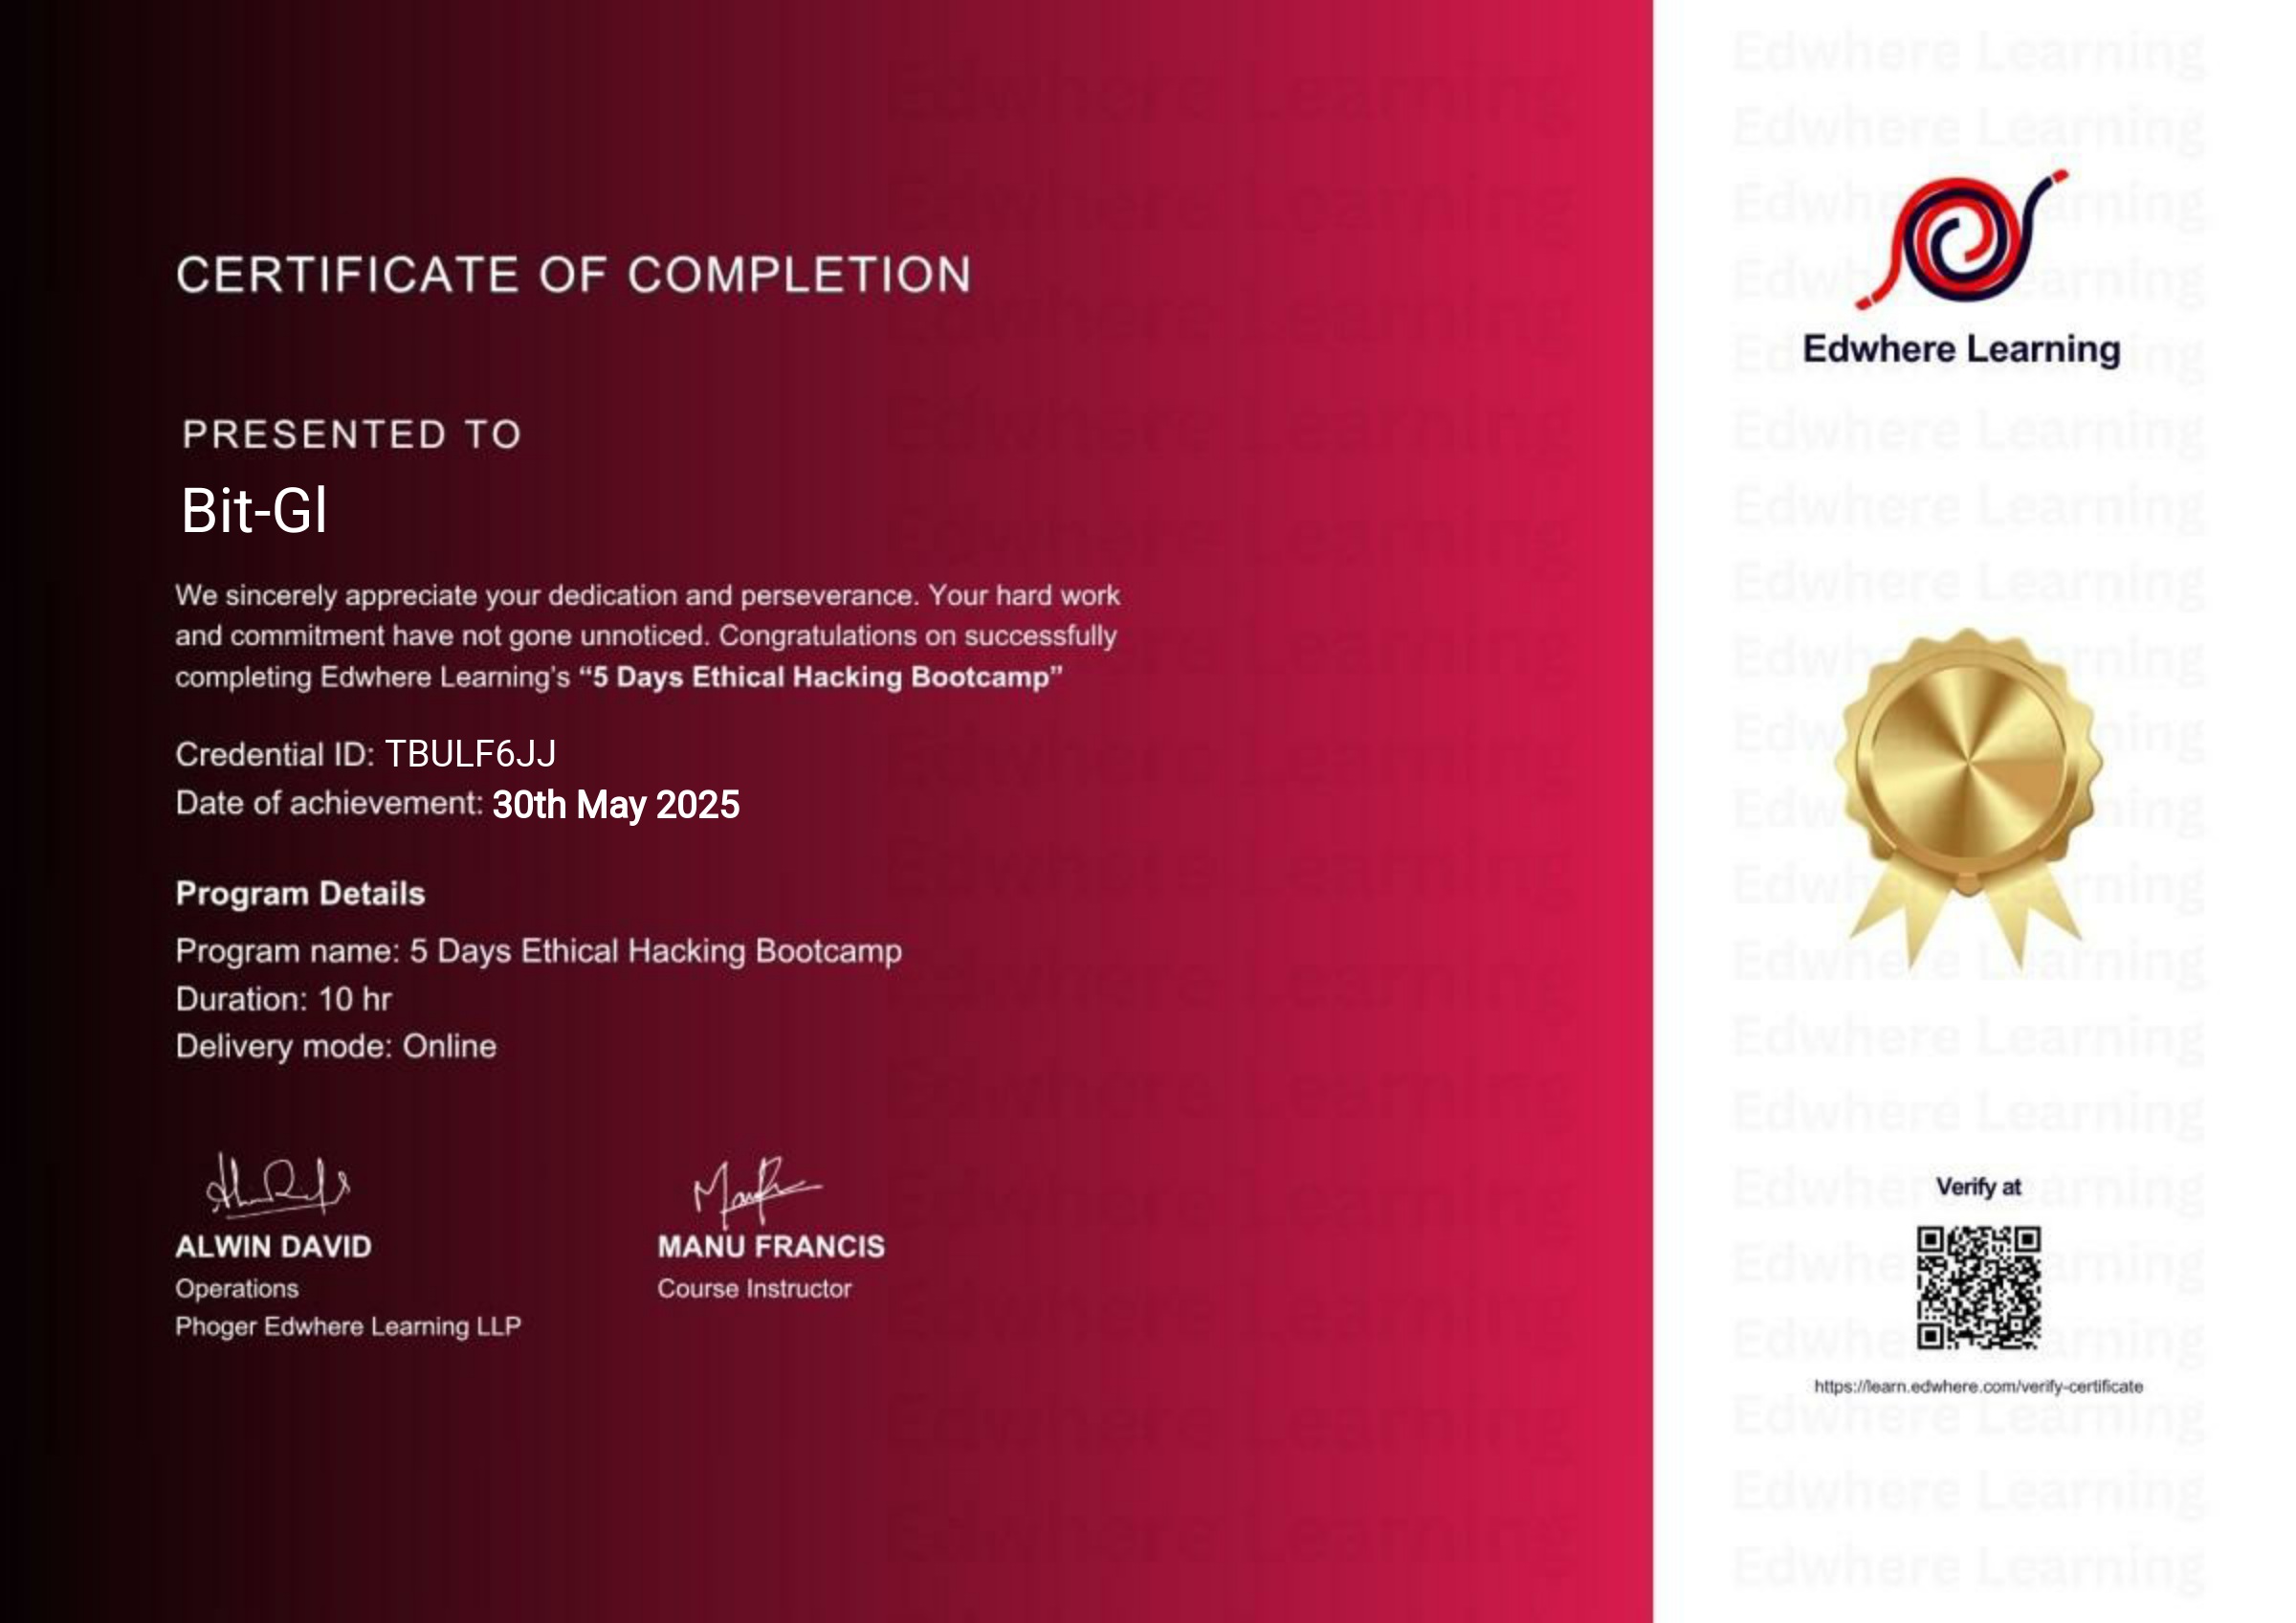 CERTIFICATE OF COMPLETION
PRESENTED TO
Bit-Gl
We sincerely appreciate your dedication and perseverance. Your hard work
and commitment have not gone unnoticed. Congratulations on successfully
completing Edwhere Learning's “5 Days Ethical Hacking Bootcamp”
Credential ID: TBULF6JJ
Date of achievement: 30th May 2025
Program Details
Program name: 5 Days Ethical Hacking Bootcamp
Duration: 10 hr
Delivery mode: Online
ALWIN DAVID
Operations
Phoger Edwhere Learning LLP
MANU FRANCIS
Course Instructor
Edwhere Learning
Verify at
https://learn.edwhere.com/verify-certificate